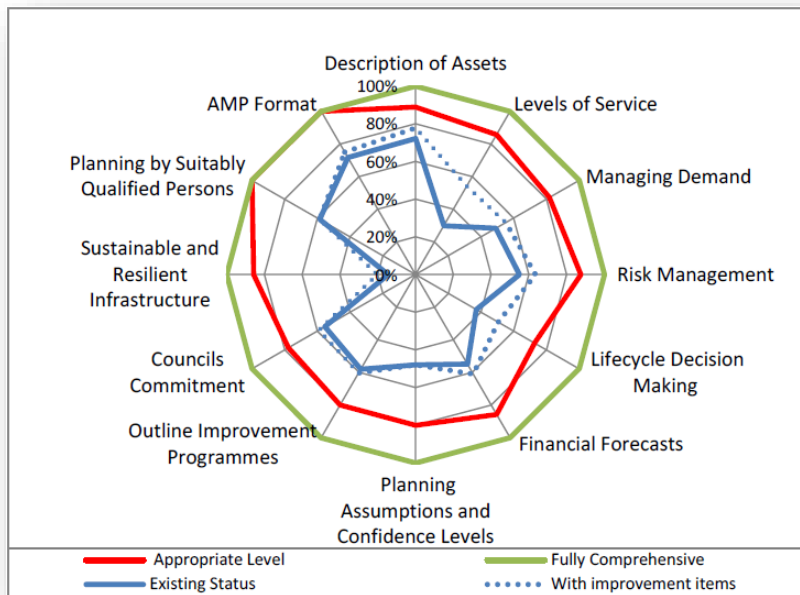 Description of Assets
100%
AMP Format
Levels of Service
80%
Planning by Suitably
Qualified Persons
60%
Managing Demand
40%
20%
Sustainable and
Resilient
Infrastructure
0%
Risk Management
Councils
Commitment
Lifecycle Decision
Making
Outline Improvement
Programmes
Financial Forecasts
Planning
Assumptions and
Confidence Levels
Appropriate Level
Fully Comprehensive
Existing Status
With improvement items